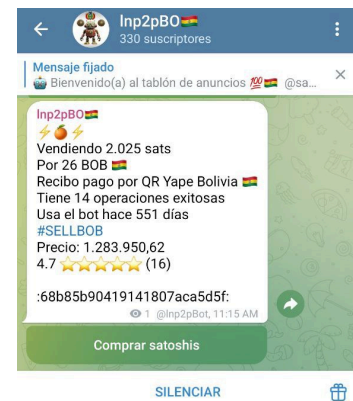 lnp2pBO🇧🇴
330 suscriptores
Mensaje fijado
🤖 Bienvenido(a) al tablón de anuncios 💯🇧🇴 @sa...
lnp2pBO🇧🇴
⚡🍊⚡
Vendiendo 2.025 sats
Por 26 BOB 🇧🇴
Recibo pago por QR Yape Bolivia 🇧🇴
Tiene 14 operaciones exitosas
Usa el bot hace 551 días
#SELLBOB
Precio: 1.283.950,62
4.7 ⭐⭐⭐⭐⭐ (16)
:68b85b90419141807aca5d5f:
1 @lnp2pBot, 11:15 AM
Comprar satoshis
SILENCIAR